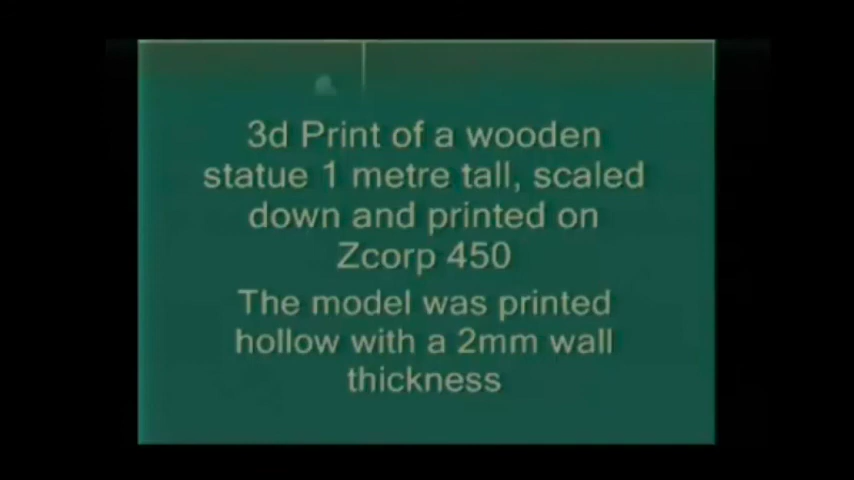 3d Print of a wooden
statue 1 metre tall, scaled
down and printed on
Zcorp 450
The model was printed
hollow with a 2mm wall
thickness